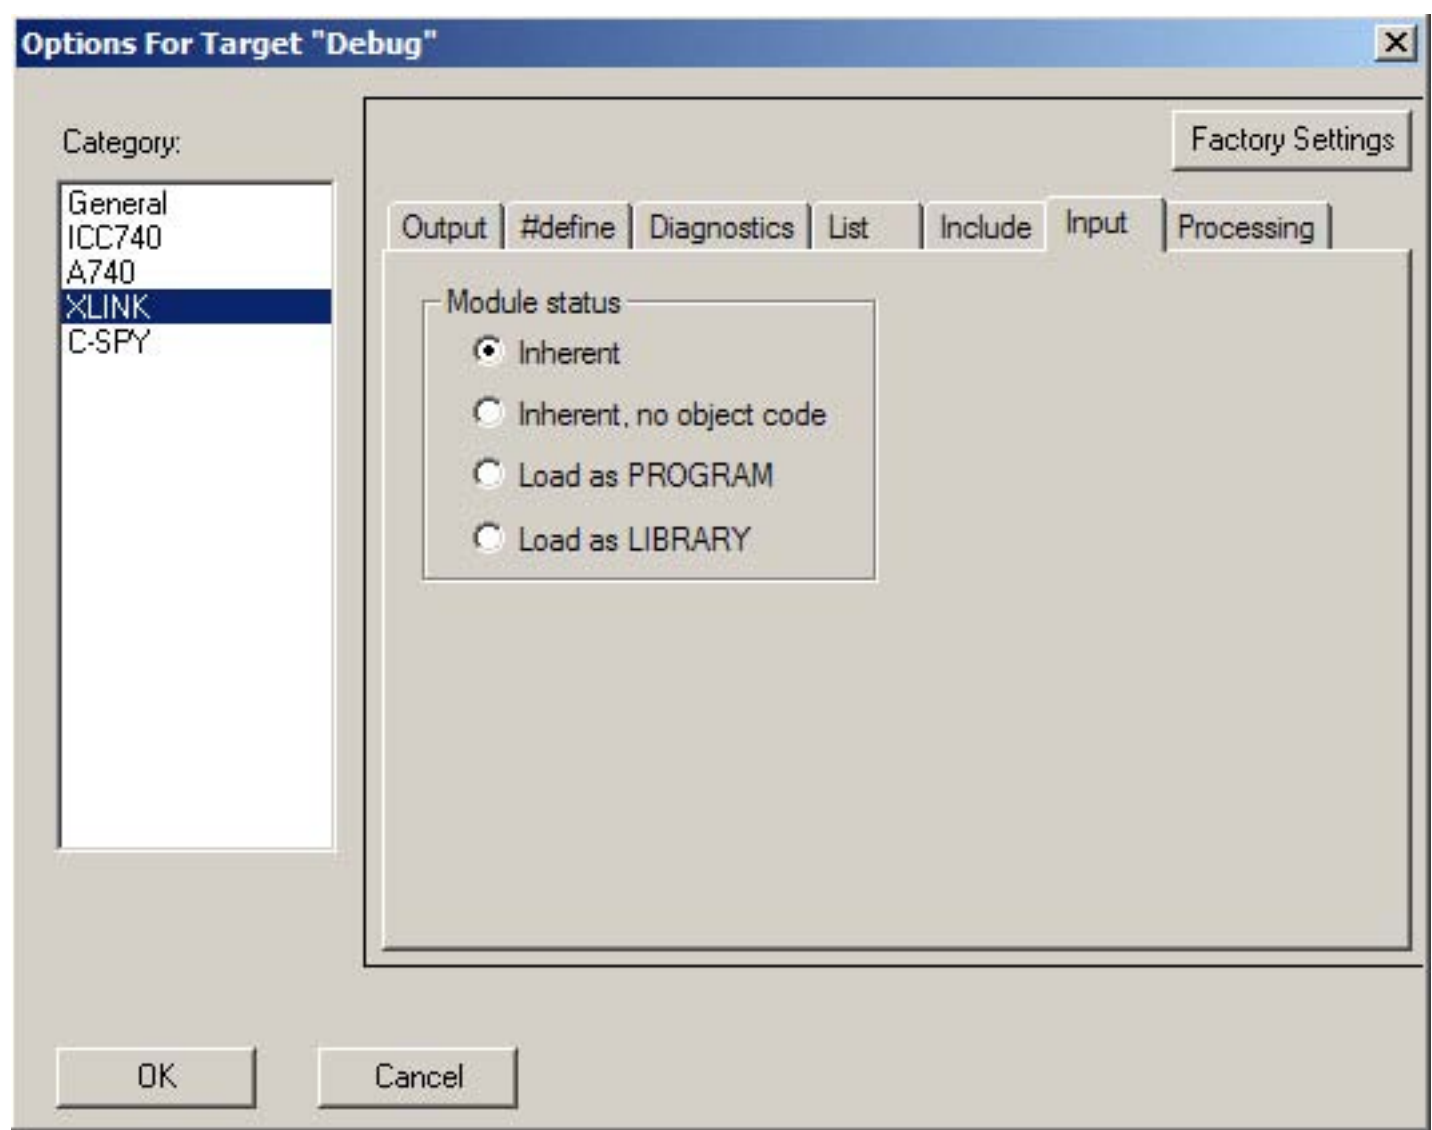 Options For Target "Debug"
Category:
General
ICC740
A740
XLINK
C-SPY
Factory Settings
Output #define Diagnostics List Include Input Processing
Module status
Inherent
Inherent, no object code
Load as PROGRAM
Load as LIBRARY
OK Cancel